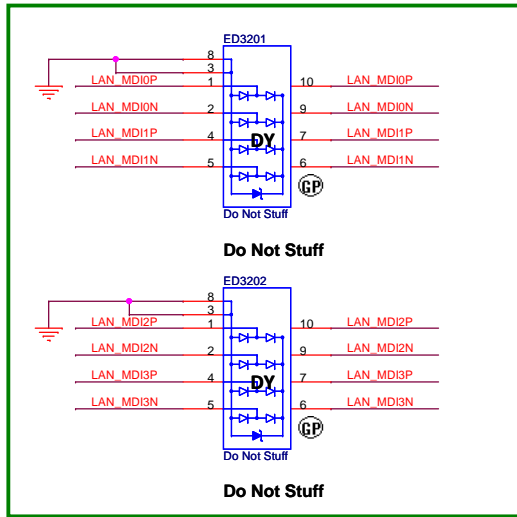 ED3201
8
3
LAN_MDI0P 1 10 LAN_MDI0P
LAN_MDI0N 2 9 LAN_MDI0N
LAN_MDI1P 4 DY 7 LAN_MDI1P
LAN_MDI1N 5 6 LAN_MDI1N
GP
Do Not Stuff
Do Not Stuff
ED3202
8
3
LAN_MDI2P 1 10 LAN_MDI2P
LAN_MDI2N 2 9 LAN_MDI2N
LAN_MDI3P 4 DY 7 LAN_MDI3P
LAN_MDI3N 5 6 LAN_MDI3N
GP
Do Not Stuff
Do Not Stuff